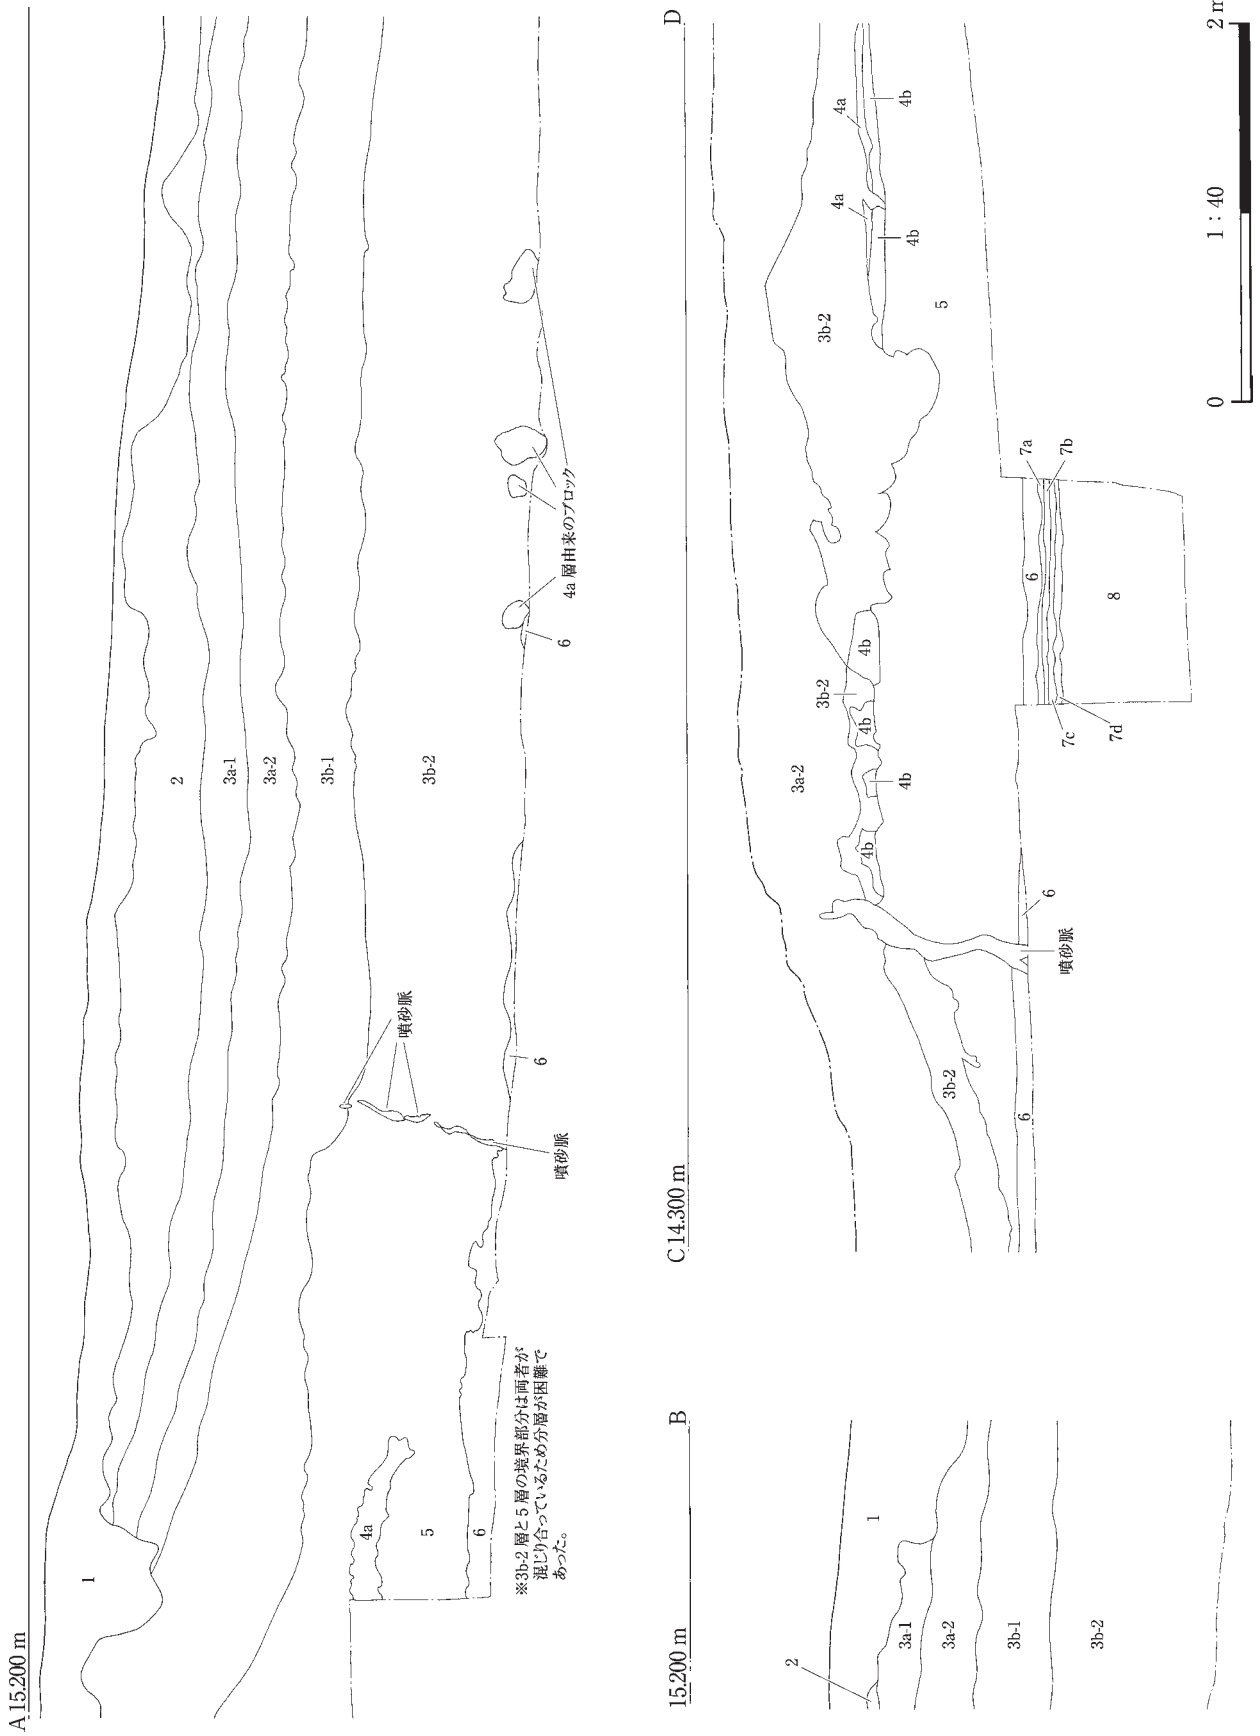 A 15.200 m
1
2
3a-1
3a-2
3b-1
3b-2
4a
5
6
噴砂脈
噴砂脈
6
6
4a 層由来のブロック
※3b-2 層と5 層の境界部分は両者が
混じり合っているため分層が困難で
あった。
15.200 m
B
1
2
3a-1
3a-2
3b-1
3b-2
C 14.300 m
D
3a-2
3b-2
3b-2
3b-2
4a
4a
4b
4b
4b
4b
4b
4b
5
6
6
6
噴砂脈
7a
7b
7c
7d
8
0
1 : 40
2 m